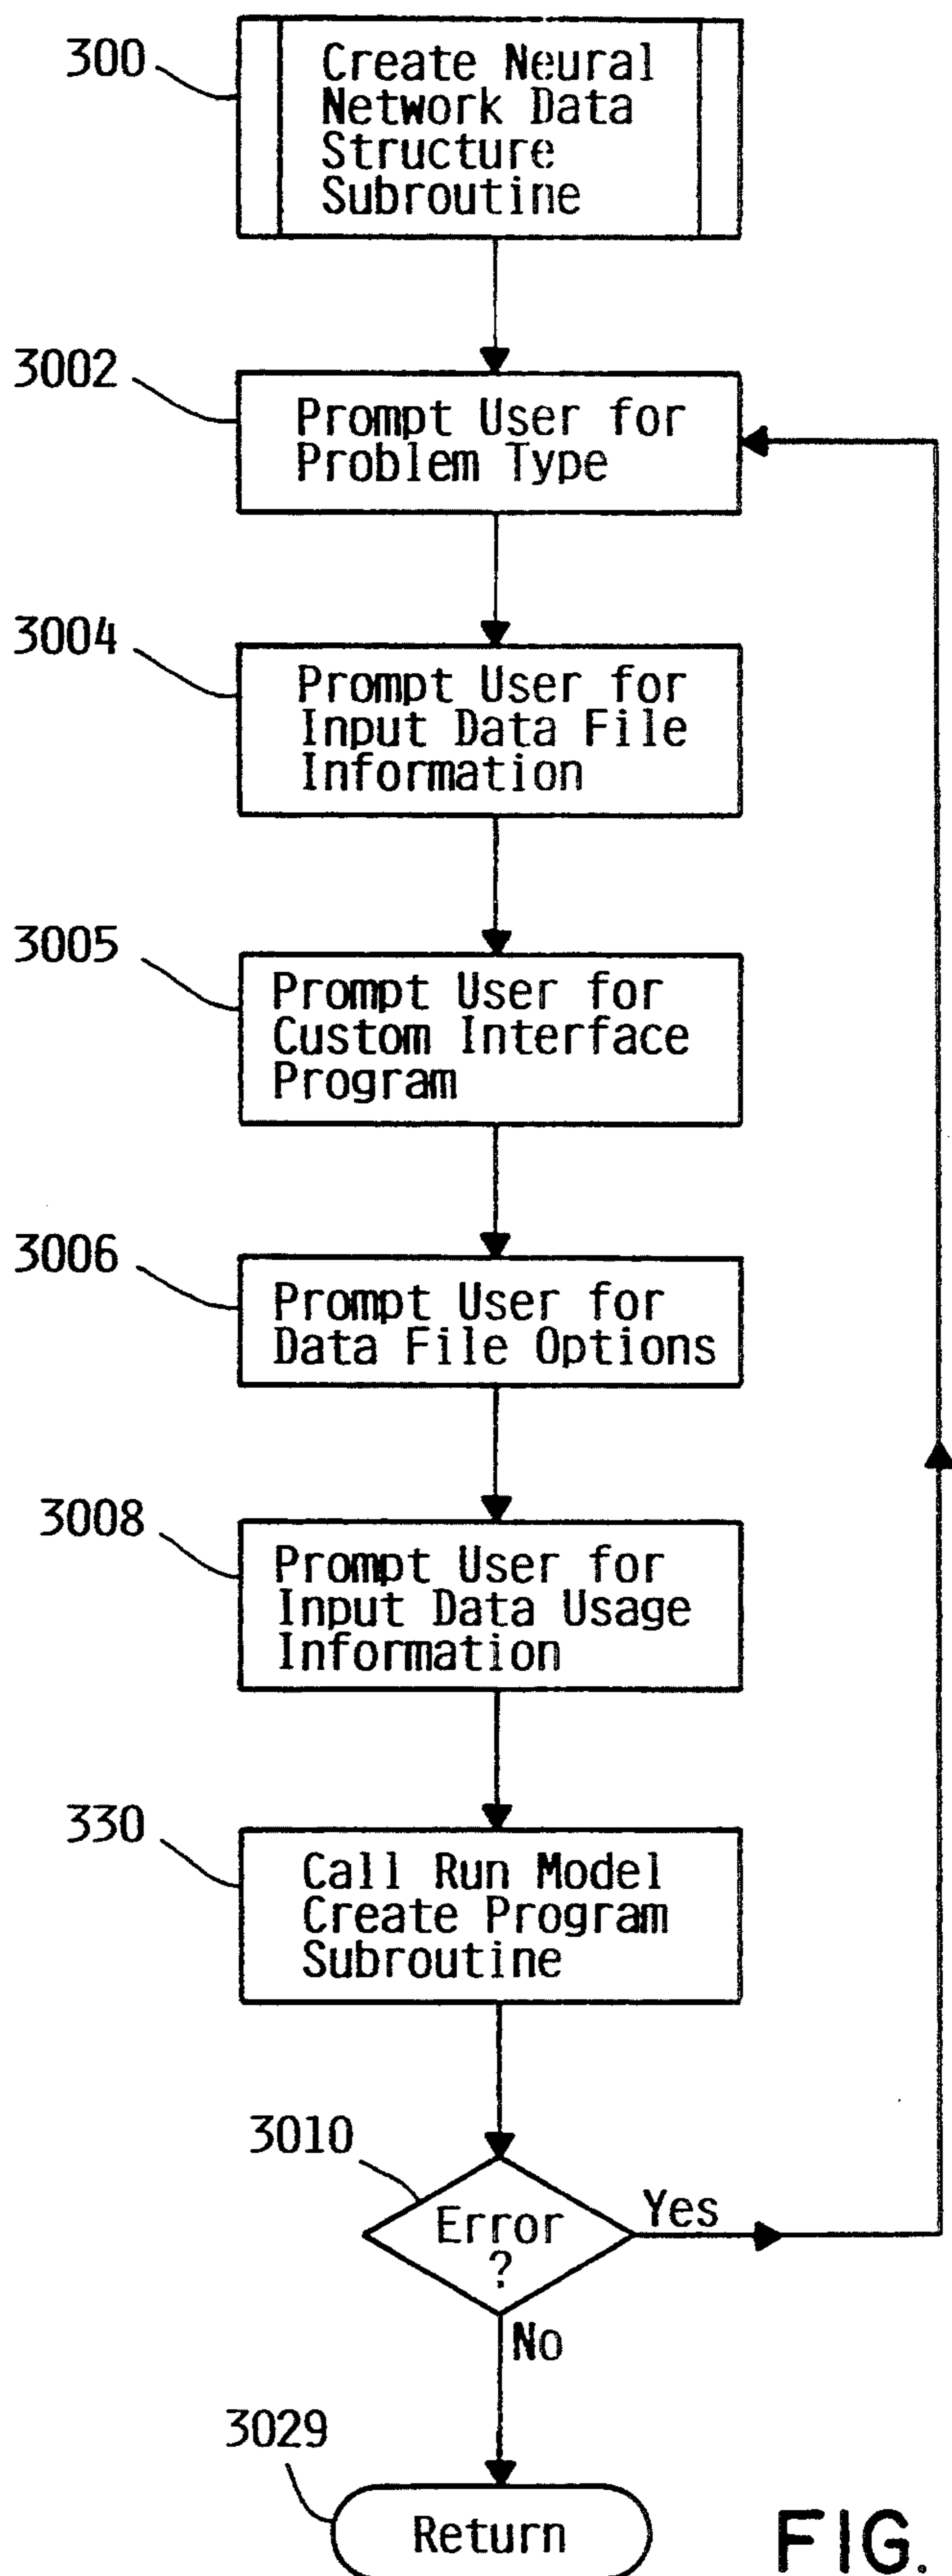 300
Create Neural
Network Data
Structure
Subroutine
3002
Prompt User for
Problem Type
3004
Prompt User for
Input Data File
Information
3005
Prompt User for
Custom Interface
Program
3006
Prompt User for
Data File Options
3008
Prompt User for
Input Data Usage
Information
330
Call Run Model
Create Program
Subroutine
3010
Error
?
Yes
No
3029
Return
FIG.